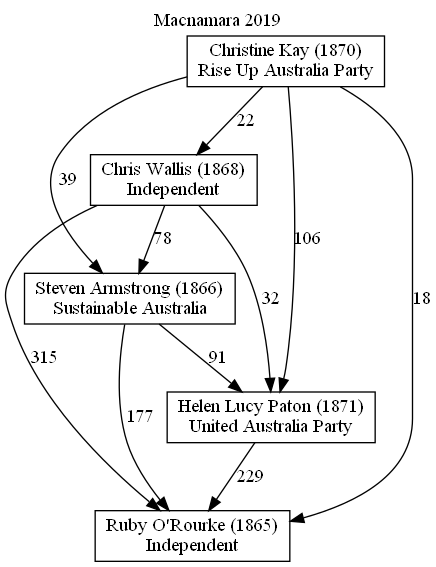 Macnamara 2019
Christine Kay (1870)
Rise Up Australia Party
22
Chris Wallis (1868)
Independent
39
78
106
32
18
Steven Armstrong (1866)
Sustainable Australia
315
91
177
Helen Lucy Paton (1871)
United Australia Party
229
Ruby O'Rourke (1865)
Independent